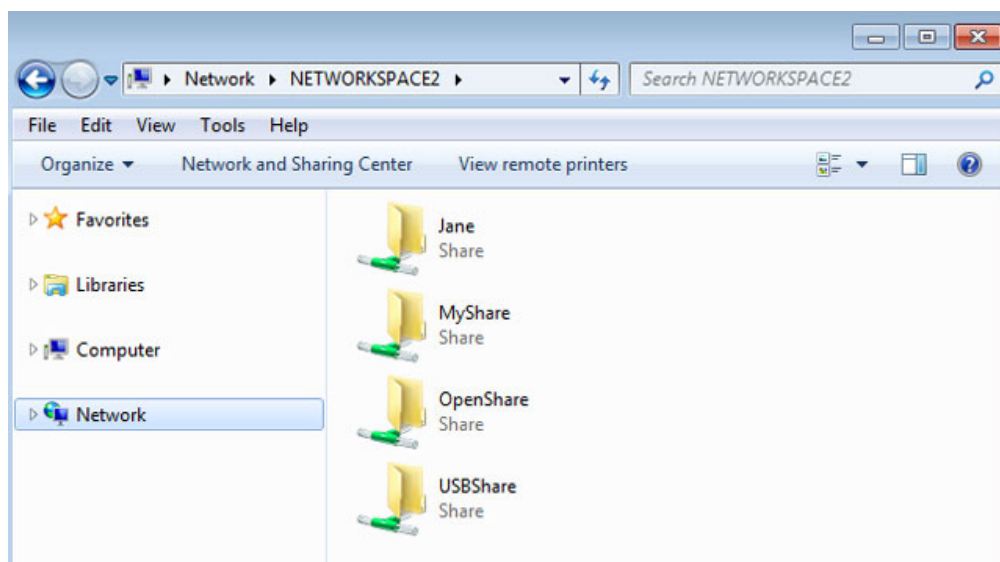 Network NETWORKSPACE2 Search NETWORKSPACE2
File Edit View Tools Help
Organize Network and Sharing Center View remote printers
Favorites
Libraries
Computer
Network
Jane
Share
MyShare
Share
OpenShare
Share
USBShare
Share